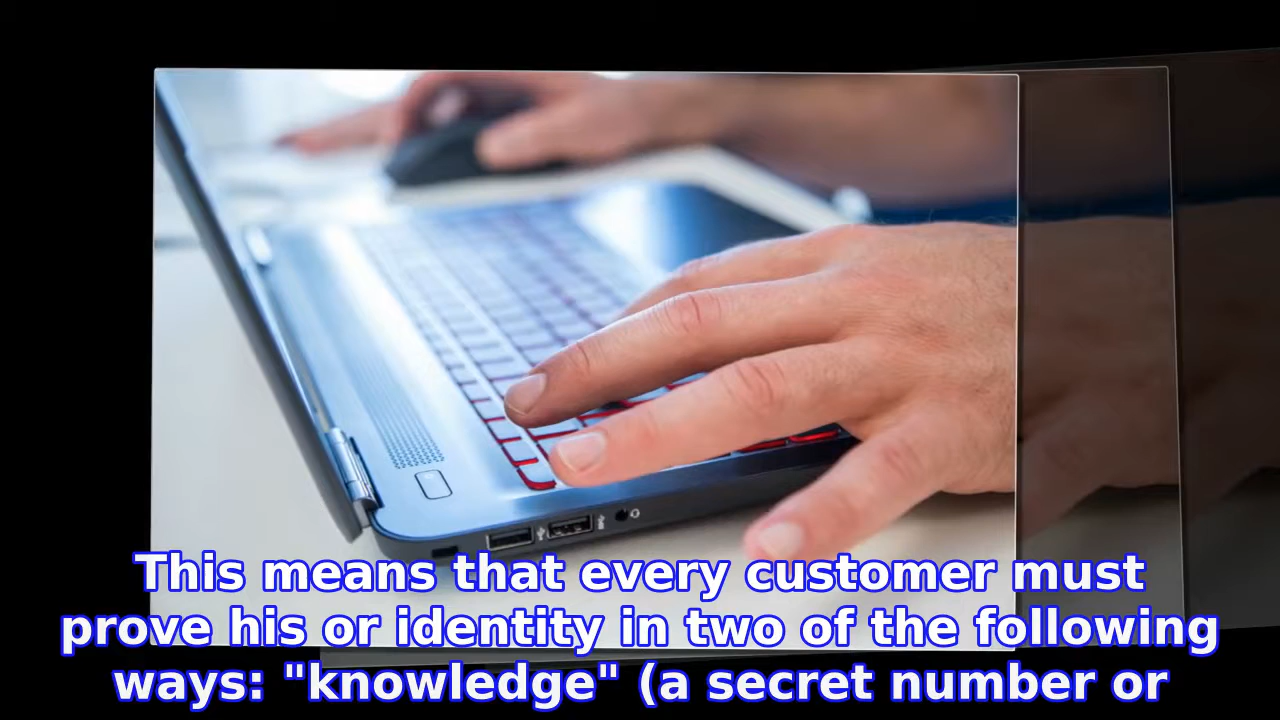 This means that every customer must
prove his or identity in two of the following
ways: "knowledge" (a secret number or